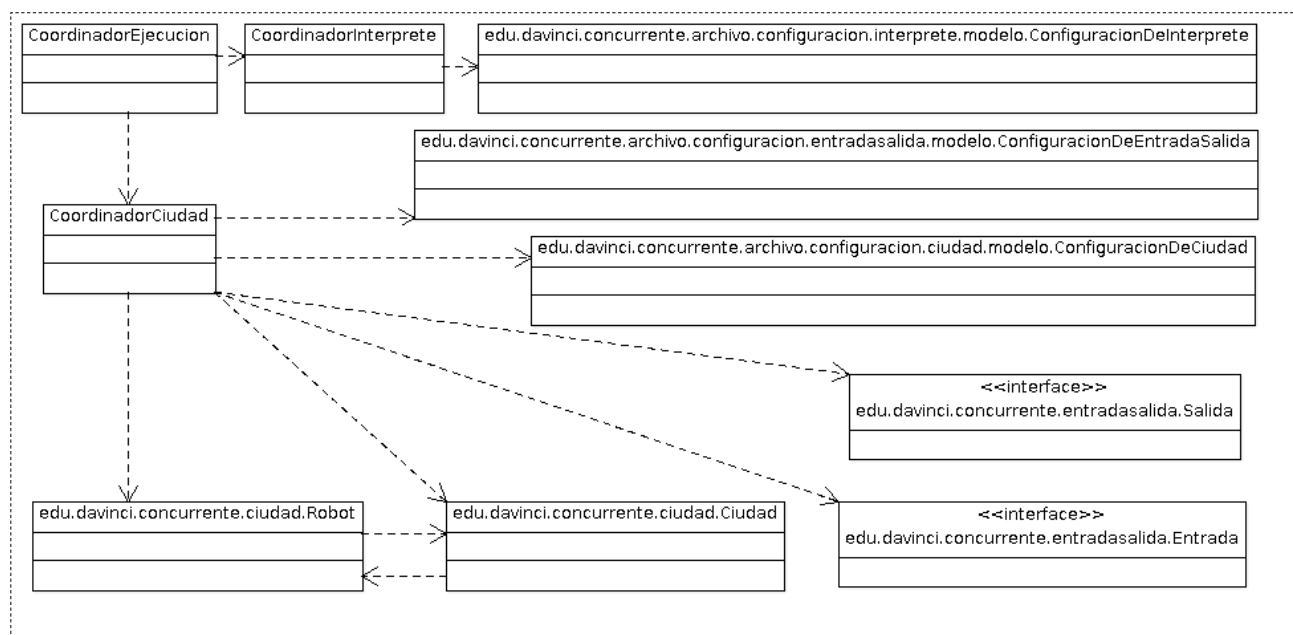 CoordinadorEjecucion
CoordinadorInterprete
edu.davinci.concurrente.archivo.configuracion.interprete.modelo.ConfiguracionDeInterprete
edu.davinci.concurrente.archivo.configuracion.entradasalida.modelo.ConfiguracionDeEntradaSalida
CoordinadorCiudad
edu.davinci.concurrente.archivo.configuracion.ciudad.modelo.ConfiguracionDeCiudad
<<interface>>
edu.davinci.concurrente.entradasalida.Salida
edu.davinci.concurrente.ciudad.Robot
edu.davinci.concurrente.ciudad.Ciudad
<<interface>>
edu.davinci.concurrente.entradasalida.Entrada